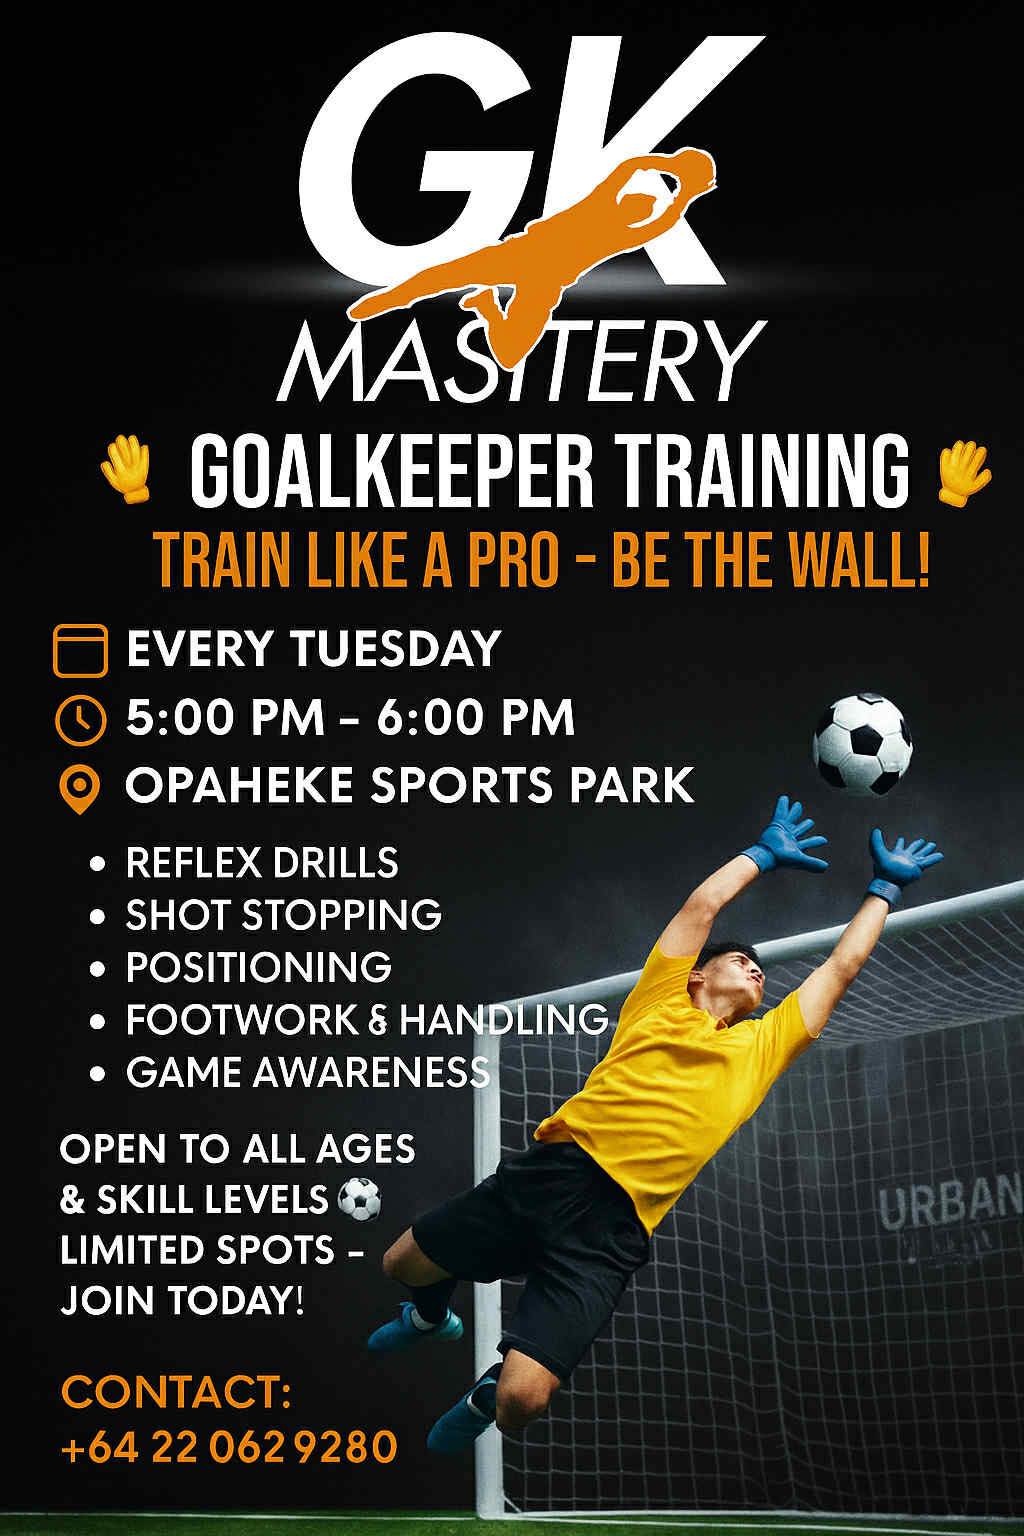 GK
MASTERY
GOALKEEPER TRAINING
TRAIN LIKE A PRO - BE THE WALL!
EVERY TUESDAY
5:00 PM – 6:00 PM
OPAHEKE SPORTS PARK
• REFLEX DRILLS
• SHOT STOPPING
• POSITIONING
• FOOTWORK & HANDLING
• GAME AWARENESS
OPEN TO ALL AGES
& SKILL LEVELS ⚽
LIMITED SPOTS –
JOIN TODAY!
URBAN
CONTACT:
+64 22 062 9280